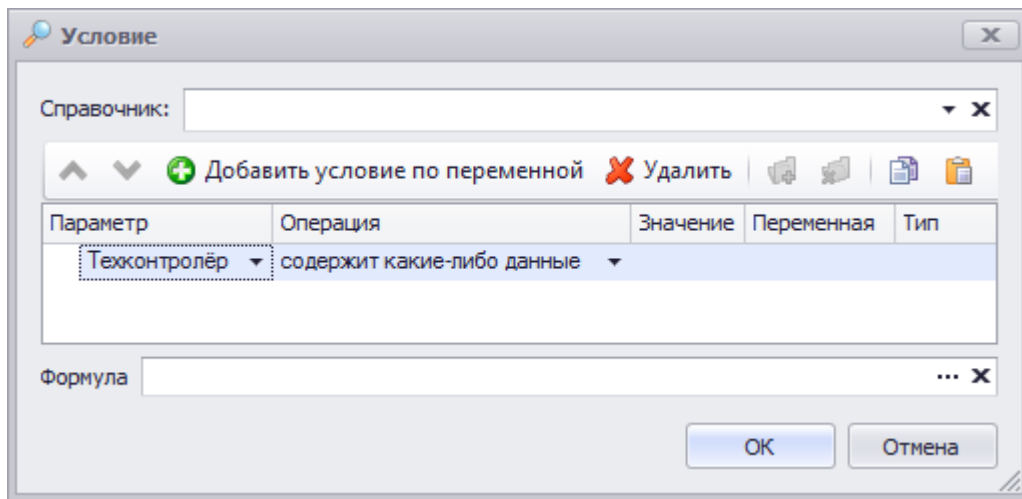 Условие
Справочник:
Добавить условие по переменной Удалить
Параметр Операция Значение Переменная Тип
Техконтролёр содержит какие-либо данные
Формула
ОК Отмена